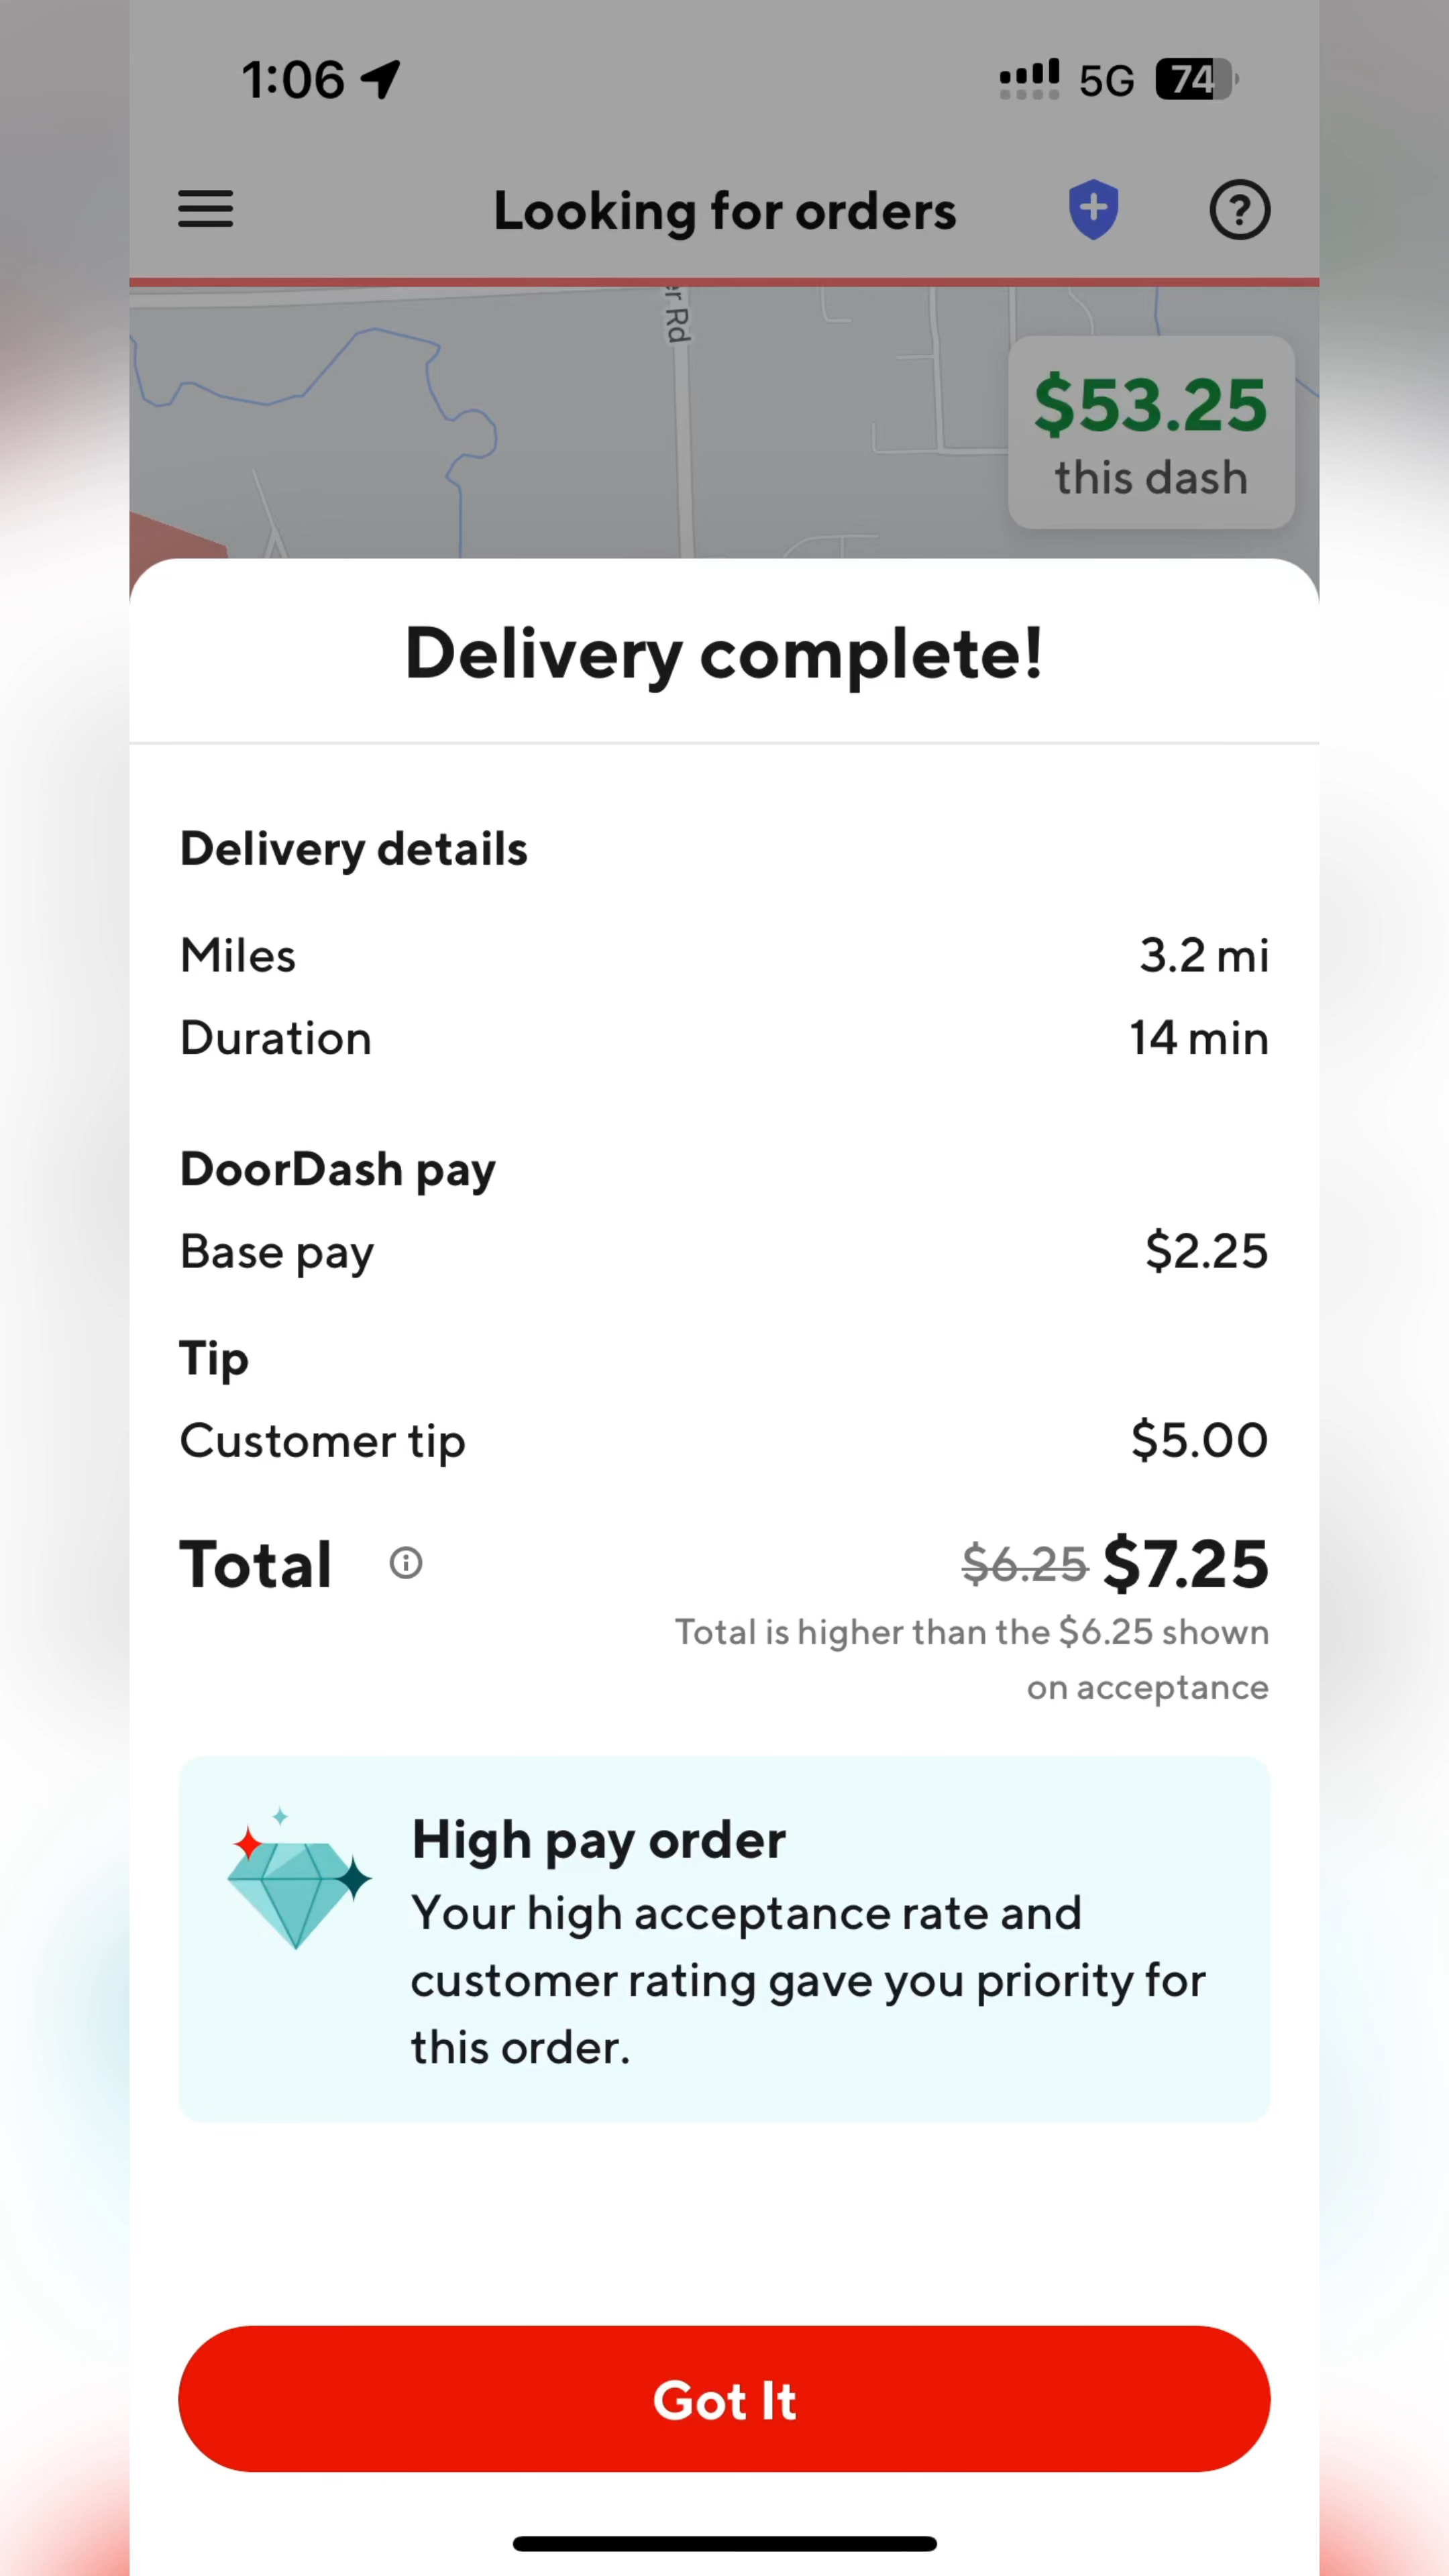 1:06 5G 74
Looking for orders
er Rd
$53.25
this dash
Delivery complete!
Delivery details
Miles 3.2 mi
Duration 14 min
DoorDash pay
Base pay $2.25
Tip
Customer tip $5.00
Total $6.25 $7.25
Total is higher than the $6.25 shown
on acceptance
High pay order
Your high acceptance rate and
customer rating gave you priority for
this order.
Got It